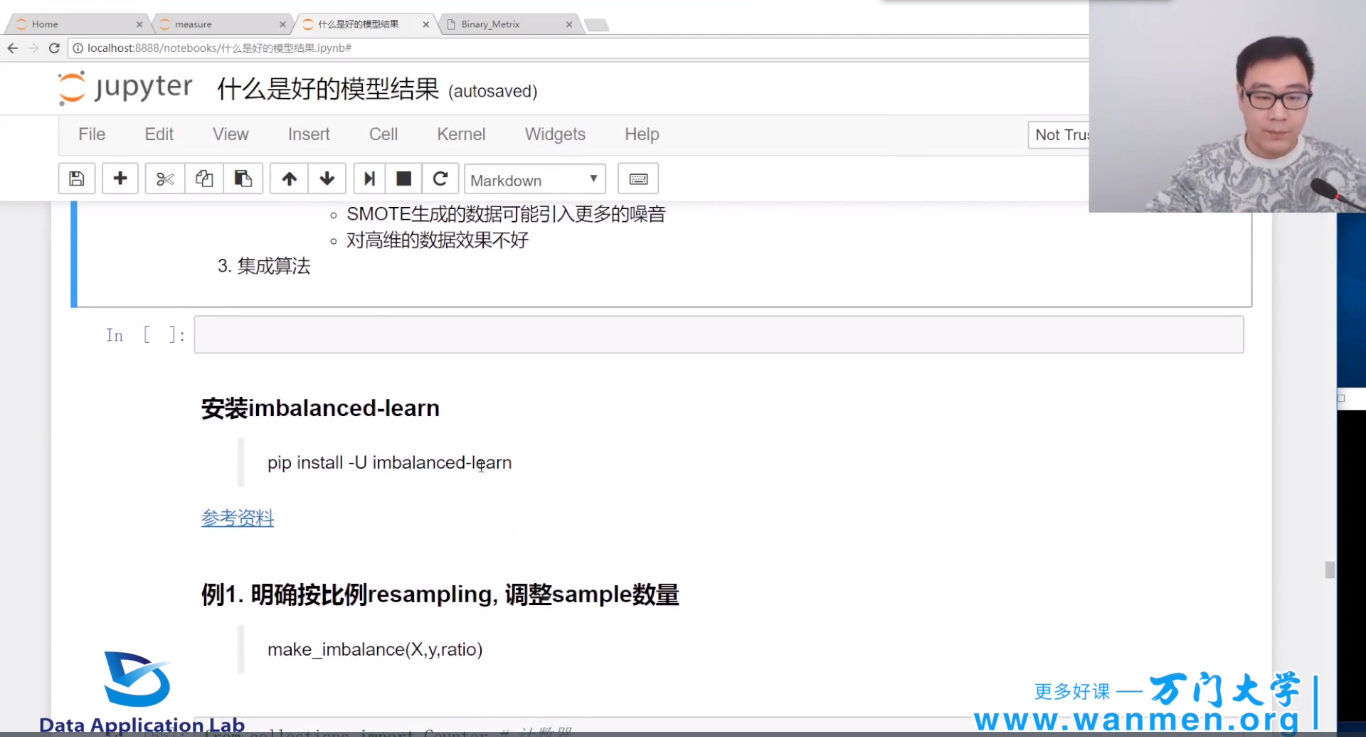 Home
measure
什么是好的模型结果
Binary_Metrix
localhost:8888/notebooks/什么是好的模型结果.ipynb#
jupyter 什么是好的模型结果 (autosaved)
File Edit View Insert Cell Kernel Widgets Help
Not Tru
Markdown
SMOTE生成的数据可能引入更多的噪音
对高维的数据效果不好
3. 集成算法
In [ ]:
安装imbalanced-learn
pip install -U imbalanced-learn
参考资料
例1. 明确按比例resampling, 调整sample数量
make_imbalance(X,y,ratio)
更多好课 — 万门大学
www.wanmen.org
Data Application Lab
from collections import Counter # 计数器